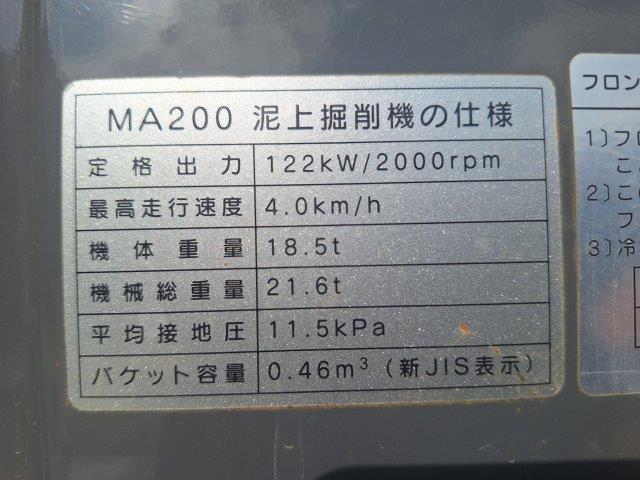 MA200 泥上掘削機の仕様
定格出力 122kW/2000rpm
最高走行速度 4.0km/h
機体重量 18.5t
機械総重量 21.6t
平均接地圧 11.5kPa
バケット容量 0.46m³ (新JIS表示)
フロン
1)フ
こ
2)この
フ
3)冷